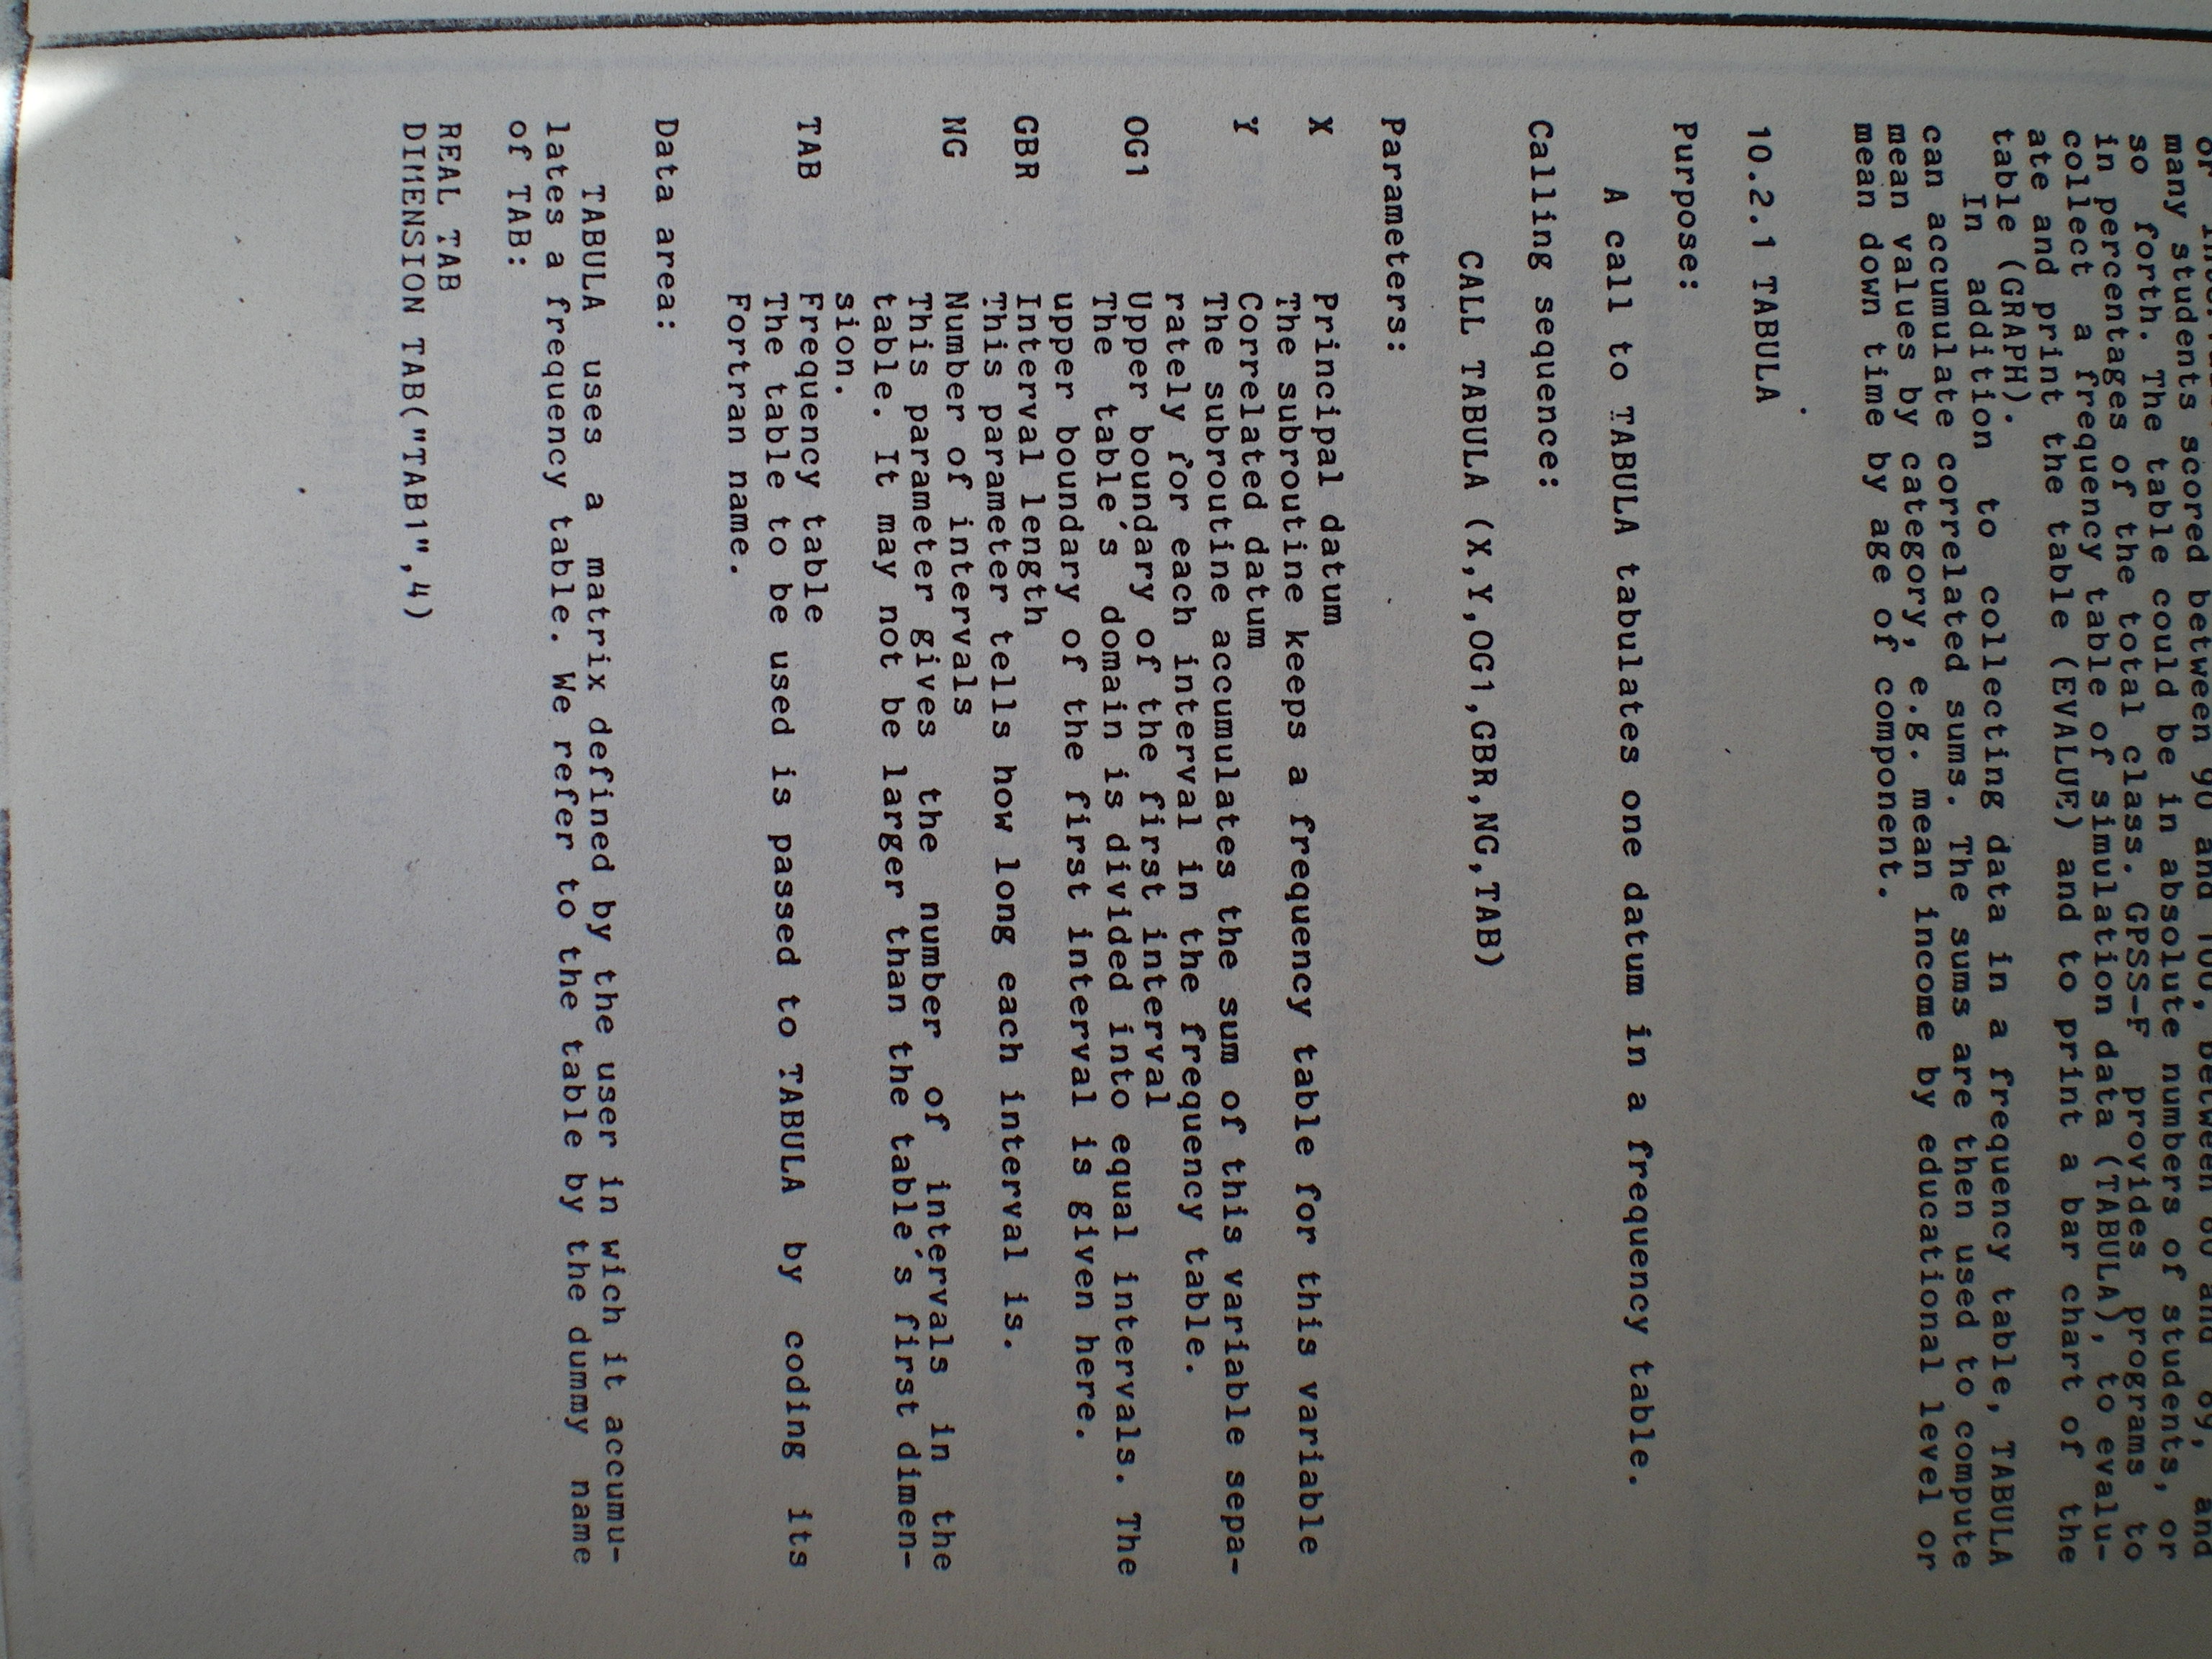 many students scored between 90 and 100, between 80 and 89, and
so forth. The table could be in absolute numbers of students, or
in percentages of the total class. GPSS-F provides programs to
collect a frequency table of simulation data (TABULA), to evalu-
ate and print the table (EVALUE) and to print a bar chart of the
table (GRAPH).
In addition to collecting data in a frequency table, TABULA
can accumulate correlated sums. The sums are then used to compute
mean values by category, e.g. mean income by educational level or
mean down time by age of component.
10.2.1 TABULA
Purpose:
A call to TABULA tabulates one datum in a frequency table.
Calling sequence:
CALL TABULA (X,Y,OG1,GBR,NG,TAB)
Parameters:
X Principal datum
The subroutine keeps a frequency table for this variable
Y Correlated datum
The subroutine accumulates the sum of this variable sepa-
rately for each interval in the frequency table.
OG1 Upper boundary of the first interval
The table's domain is divided into equal intervals. The
upper boundary of the first interval is given here.
GBR Interval length
This parameter tells how long each interval is.
NG Number of intervals
This parameter gives the number of intervals in the
table. It may not be larger than the table's first dimen-
sion.
TAB Frequency table
The table to be used is passed to TABULA by coding its
Fortran name.
Data area:
TABULA uses a matrix defined by the user in wich it accumu-
lates a frequency table. We refer to the table by the dummy name
of TAB:
REAL TAB
DIMENSION TAB("TAB1",4)